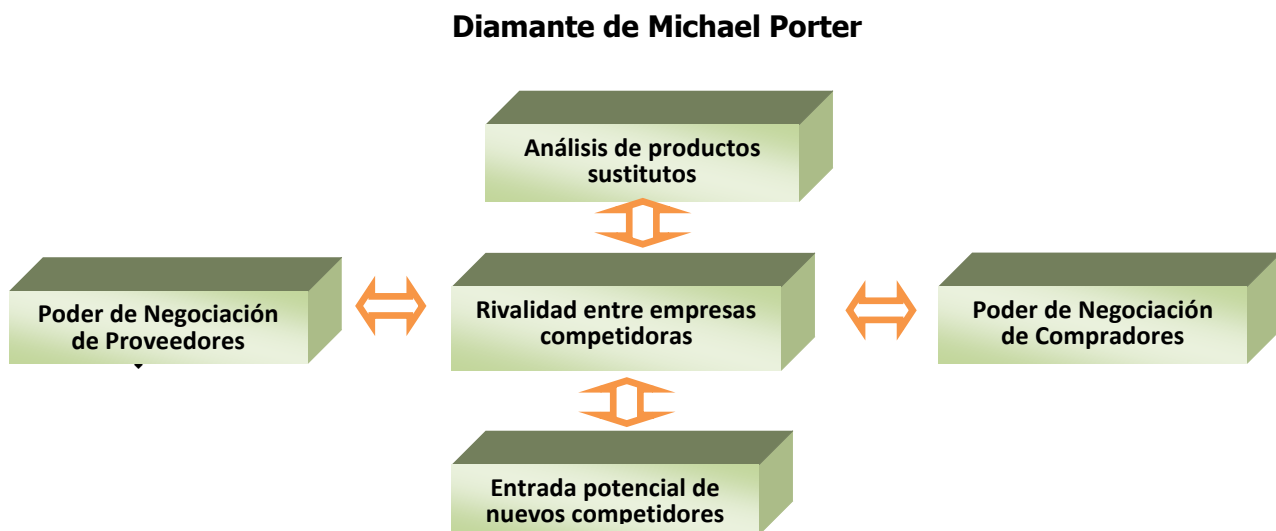 Diamante de Michael Porter
Análisis de productos
sustitutos
Poder de Negociación
de Proveedores
Rivalidad entre empresas
competidoras
Poder de Negociación
de Compradores
Entrada potencial de
nuevos competidores